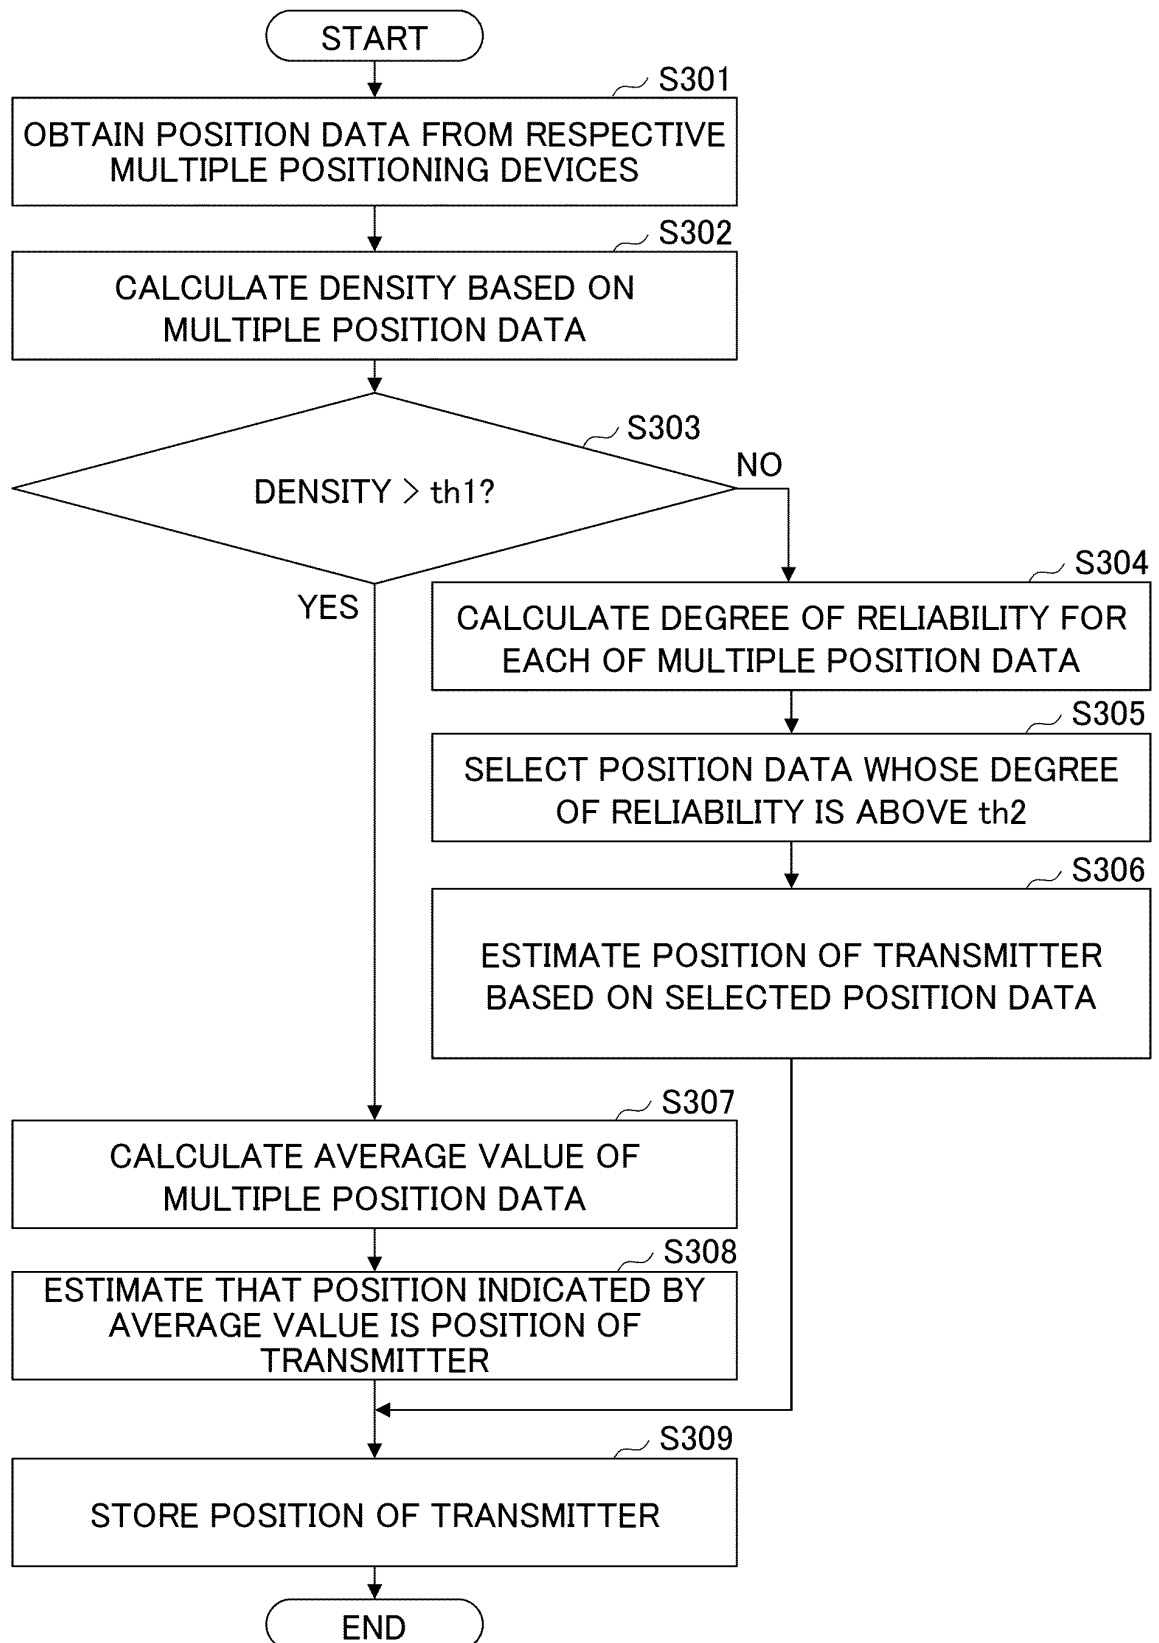 START
S301
OBTAIN POSITION DATA FROM RESPECTIVE
MULTIPLE POSITIONING DEVICES
S302
CALCULATE DENSITY BASED ON
MULTIPLE POSITION DATA
S303
DENSITY > th1?
NO
YES
S304
CALCULATE DEGREE OF RELIABILITY FOR
EACH OF MULTIPLE POSITION DATA
S305
SELECT POSITION DATA WHOSE DEGREE
OF RELIABILITY IS ABOVE th2
S306
ESTIMATE POSITION OF TRANSMITTER
BASED ON SELECTED POSITION DATA
S307
CALCULATE AVERAGE VALUE OF
MULTIPLE POSITION DATA
S308
ESTIMATE THAT POSITION INDICATED BY
AVERAGE VALUE IS POSITION OF
TRANSMITTER
S309
STORE POSITION OF TRANSMITTER
END